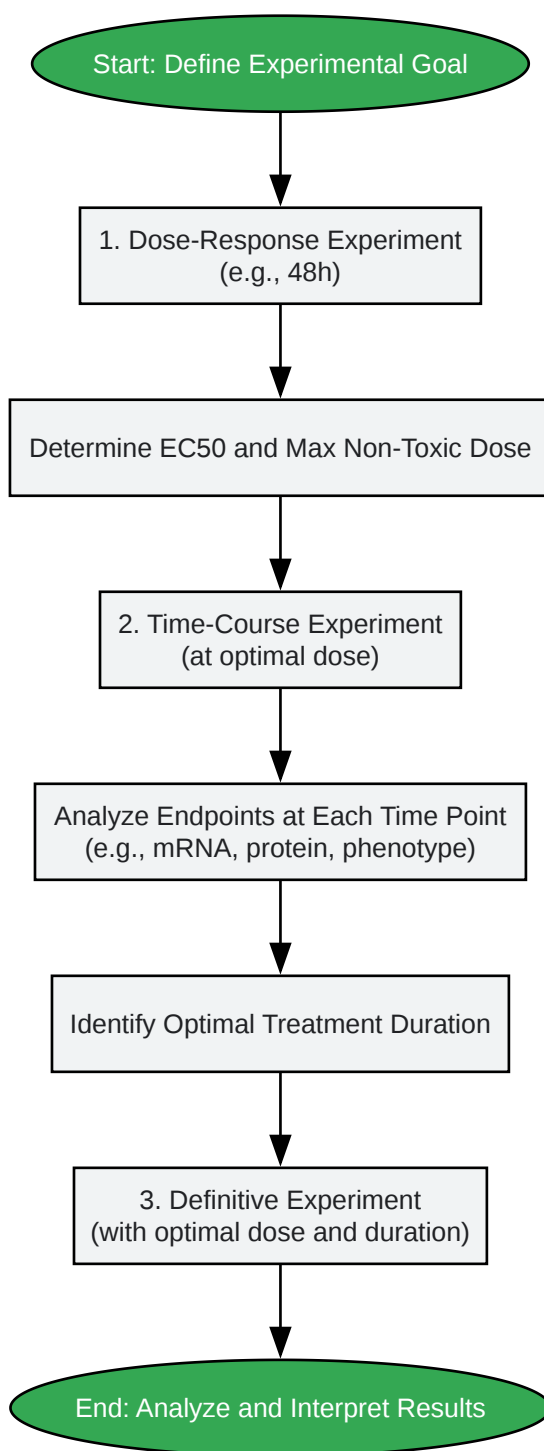 Start: Define Experimental Goal
1. Dose-Response Experiment
(e.g., 48h)
Determine EC50 and Max Non-Toxic Dose
2. Time-Course Experiment
(at optimal dose)
Analyze Endpoints at Each Time Point
(e.g., mRNA, protein, phenotype)
Identify Optimal Treatment Duration
3. Definitive Experiment
(with optimal dose and duration)
End: Analyze and Interpret Results